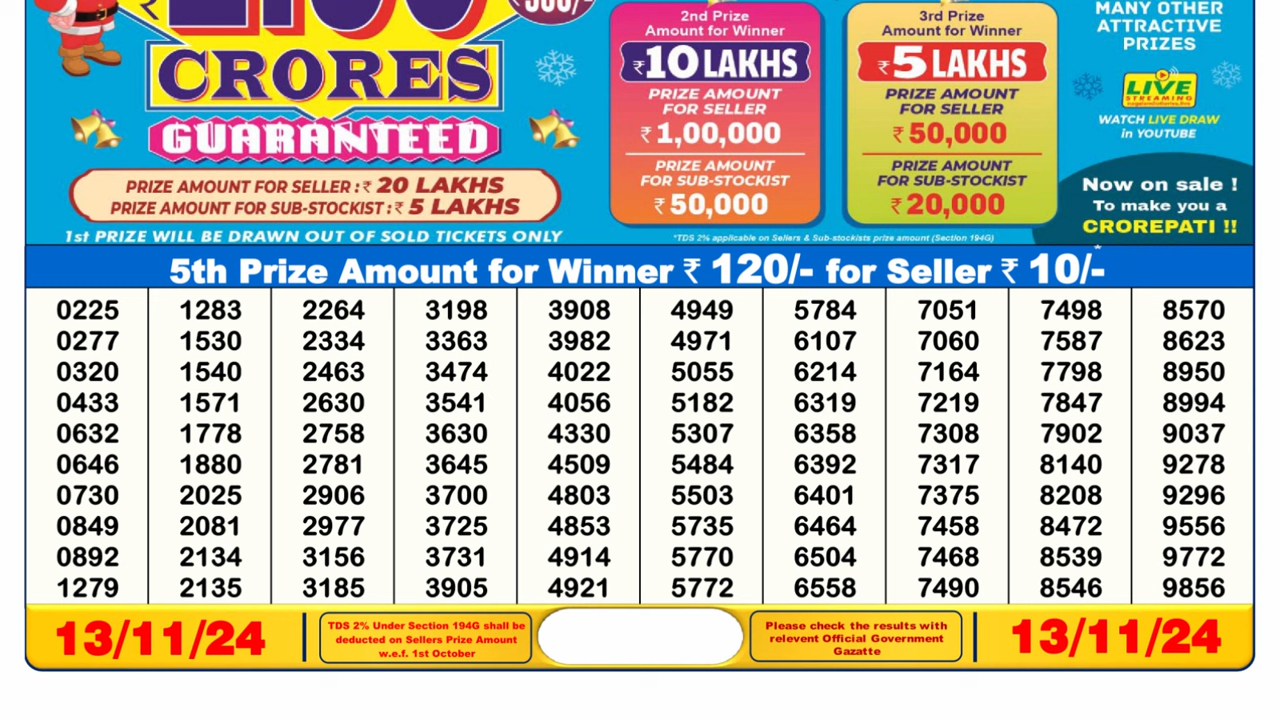 CRORES
GUARANTEED
PRIZE AMOUNT FOR SELLER : ₹ 20 LAKHS
PRIZE AMOUNT FOR SUB-STOCKIST : ₹ 5 LAKHS
1st PRIZE WILL BE DRAWN OUT OF SOLD TICKETS ONLY
2nd Prize
Amount for Winner
₹10 LAKHS
PRIZE AMOUNT
FOR SELLER
₹ 1,00,000
PRIZE AMOUNT
FOR SUB-STOCKIST
₹ 50,000
3rd Prize
Amount for Winner
₹5 LAKHS
PRIZE AMOUNT
FOR SELLER
₹ 50,000
PRIZE AMOUNT
FOR SUB-STOCKIST
₹ 20,000
*TDS 2% applicable on Sellers & Sub-stockists prize amount (Section 194G)
MANY OTHER
ATTRACTIVE
PRIZES
LIVE
STREAMING
WATCH LIVE DRAW
in YOUTUBE
Now on sale !
To make you a
CROREPATI !!
5th Prize Amount for Winner ₹ 120/- for Seller ₹ 10/-*
0225 1283 2264 3198 3908 4949 5784 7051 7498 8570
0277 1530 2334 3363 3982 4971 6107 7060 7587 8623
0320 1540 2463 3474 4022 5055 6214 7164 7798 8950
0433 1571 2630 3541 4056 5182 6319 7219 7847 8994
0632 1778 2758 3630 4330 5307 6358 7308 7902 9037
0646 1880 2781 3645 4509 5484 6392 7317 8140 9278
0730 2025 2906 3700 4803 5503 6401 7375 8208 9296
0849 2081 2977 3725 4853 5735 6464 7458 8472 9556
0892 2134 3156 3731 4914 5770 6504 7468 8539 9772
1279 2135 3185 3905 4921 5772 6558 7490 8546 9856
13/11/24
TDS 2% Under Section 194G shall be
deducted on Sellers Prize Amount
w.e.f. 1st October
Please check the results with
relevent Official Government
Gazatte
13/11/24